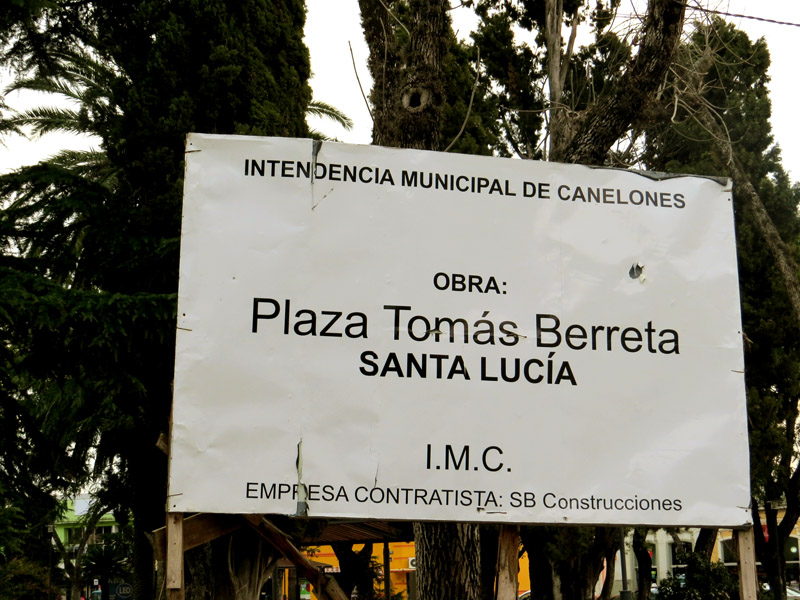 INTENDENCIA MUNICIPAL DE CANELONES
OBRA:
Plaza Tomás Berreta
SANTA LUCÍA
I.M.C.
EMPRESA CONTRATISTA: SB Construcciones